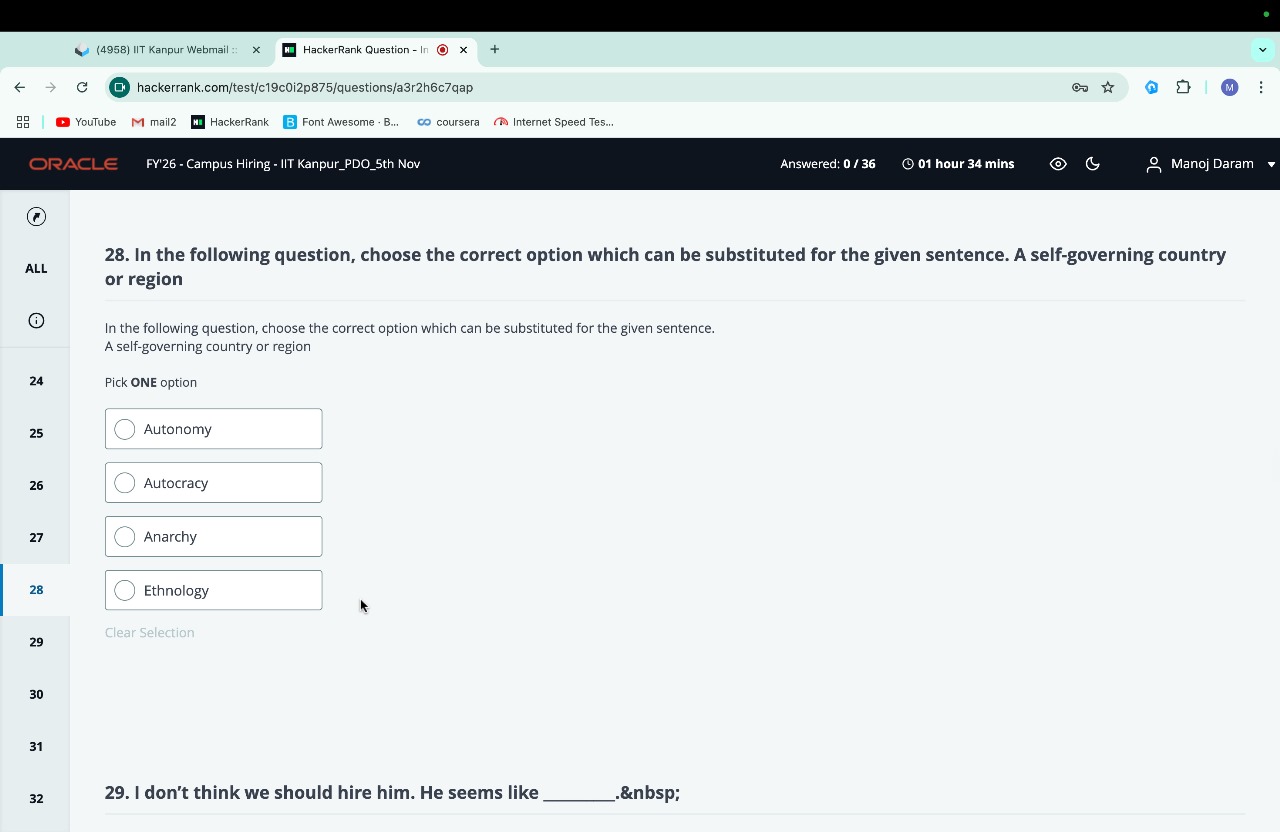 (4958) IIT Kanpur Webmail ::
HackerRank Question - In
hackerrank.com/test/c19c0i2p875/questions/a3r2h6c7qap
M
YouTube
mail2
HackerRank
Font Awesome · B...
coursera
Internet Speed Tes...
ORACLE
FY'26 - Campus Hiring - IIT Kanpur_PDO_5th Nov
Answered: 0 / 36
01 hour 34 mins
Manoj Daram
ALL
24
25
26
27
28
29
30
31
32
28. In the following question, choose the correct option which can be substituted for the given sentence. A self-governing country
or region
In the following question, choose the correct option which can be substituted for the given sentence.
A self-governing country or region
Pick ONE option
Autonomy
Autocracy
Anarchy
Ethnology
Clear Selection
29. I don't think we should hire him. He seems like ________.&nbsp;